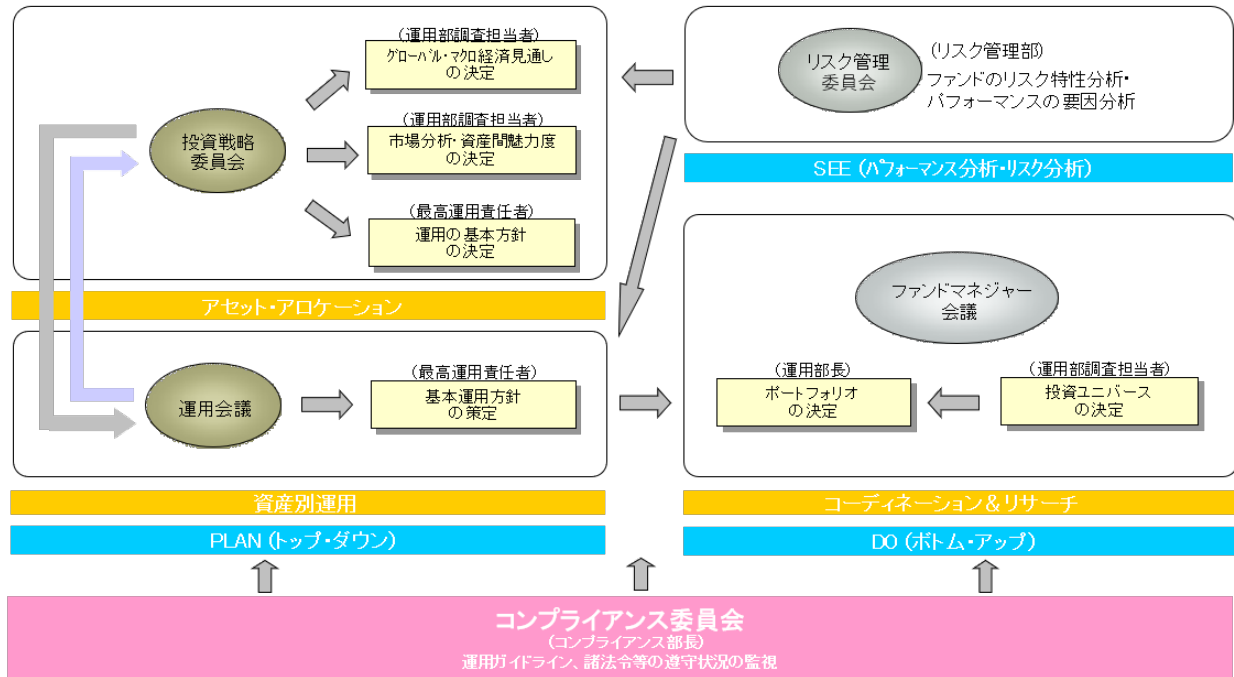 (運用部調査担当者)
グローバル・マクロ経済見通し
の決定
投資戦略
委員会
(運用部調査担当者)
市場分析・資産間魅力度
の決定
(最高運用責任者)
運用の基本方針
の決定
アセット・アロケーション
運用会議
(最高運用責任者)
基本運用方針
の策定
資産別運用
PLAN (トップ・ダウン)
リスク管理
委員会
(リスク管理部)
ファンドのリスク特性分析・
パフォーマンスの要因分析
SEE (パフォーマンス分析・リスク分析)
ファンドマネジャー
会議
(運用部長)
ポートフォリオ
の決定
(運用部調査担当者)
投資ユニバース
の決定
コーディネーション&リサーチ
DO (ボトム・アップ)
コンプライアンス委員会
(コンプライアンス部長)
運用ガイドライン、諸法令等の遵守状況の監視